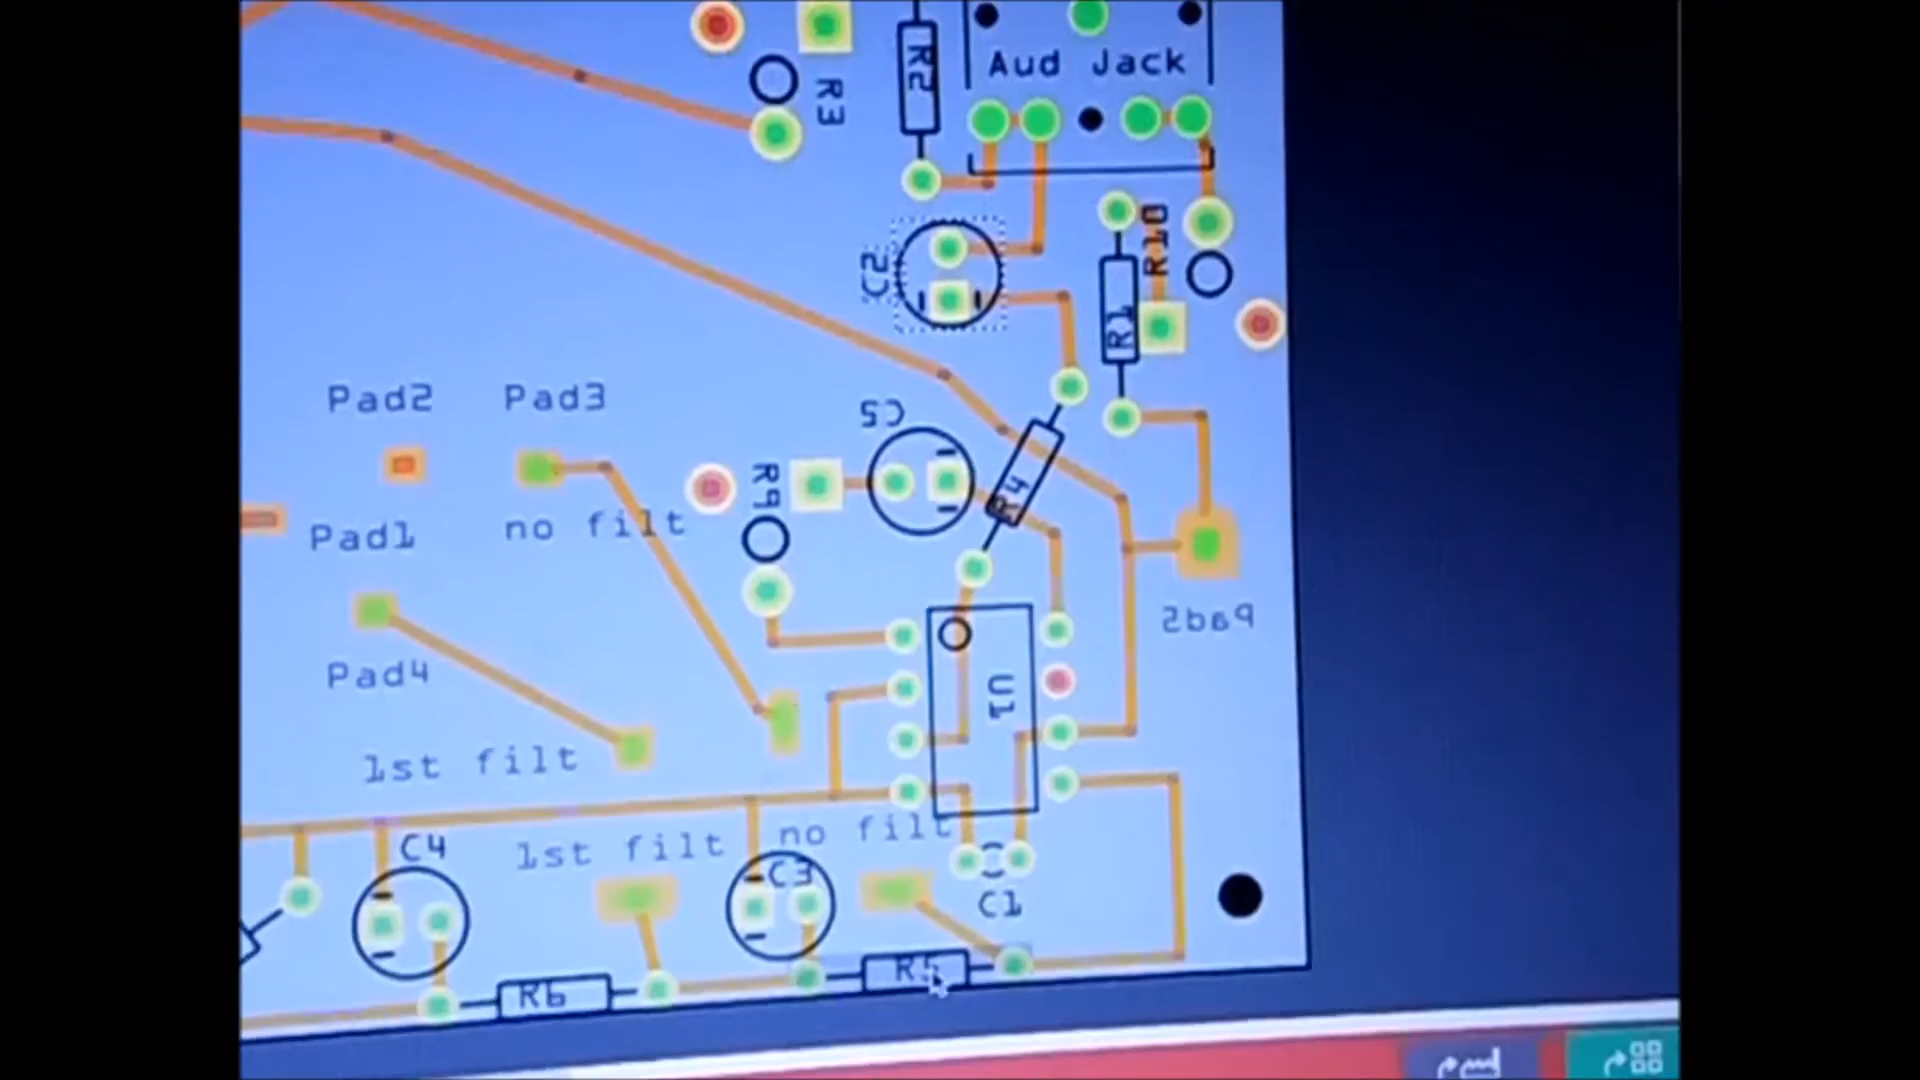 R2
Aud Jack
R3
R10
C2
R1
Pad2
Pad3
C5
R9
R4
no filt
Pad1
Pad5
Pad4
U1
1st filt
no filt
C4
1st filt
C3
C1
R5
R6